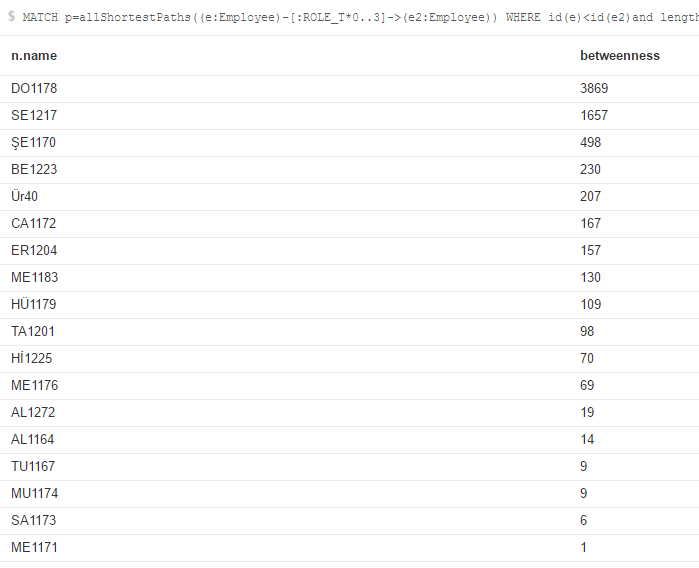 $ MATCH p=allShortestPaths((e:Employee)-[:ROLE_T*0..3]->(e2:Employee)) WHERE id(e)<id(e2)and length
n.name betweenness
DO1178 3869
SE1217 1657
ŞE1170 498
BE1223 230
Ür40 207
CA1172 167
ER1204 157
ME1183 130
HÜ1179 109
TA1201 98
Hİ1225 70
ME1176 69
AL1272 19
AL1164 14
TU1167 9
MU1174 9
SA1173 6
ME1171 1